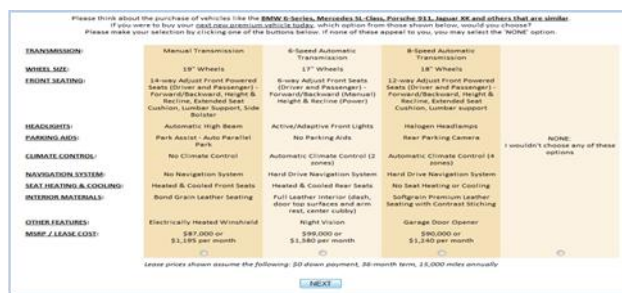 Please think about the purchase of vehicles like the BMW 6-Series, Mercedes SL-Class, Porsche 911, Jaguar XK and others that are similar.
If you were to buy your next new premium vehicle today, which option from those shown below, would you choose?
Please make your selection by clicking one of the buttons below. If none of these appeal to you, you may select the 'NONE' option.
TRANSMISSION: Manual Transmission 6-Speed Automatic Transmission 8-Speed Automatic Transmission
WHEEL SIZE: 19" Wheels 17" Wheels 18" Wheels
FRONT SEATING: 14-way Adjust Front Powered Seats (Driver and Passenger) - Forward/Backward, Height & Recline, Extended Seat Cushion, Lumbar Support, Side Bolster 6-way Adjust Front Seats (Driver and Passenger) - Forward/Backward (Manual) Height & Recline (Power) 12-way Adjust Front Powered Seats (Driver and Passenger) - Forward/Backward, Height & Recline, Extended Seat Cushion, Lumbar support
HEADLIGHTS: Automatic High Beam Active/Adaptive Front Lights Halogen Headlamps
PARKING AIDS: Park Assist - Auto Parallel Park No Parking Aids Rear Parking Camera
NONE:
I wouldn't choose any of these options
CLIMATE CONTROL: No Climate Control Automatic Climate Control (2 zones) Automatic Climate Control (4 zones)
NAVIGATION SYSTEM: No Navigation System Hard Drive Navigation System Hard Drive Navigation System
SEAT HEATING & COOLING: Heated & Cooled Front Seats Heated & Cooled Rear Seats No Seat Heating or Cooling
INTERIOR MATERIALS: Bond Grain Leather Seating Full Leather Interior (dash, door top surfaces and arm rest, center cubby) Softgrain Premium Leather Seating with Contrast Stiching
OTHER FEATURES: Electrically Heated Winshield Night Vision Garage Door Opener
MSRP / LEASE COST: $87,000 or $1,195 per month $99,000 or $1,380 per month $90,000 or $1,240 per month
Lease prices shown assume the following: $0 down payment, 36-month term, 15,000 miles annually
NEXT